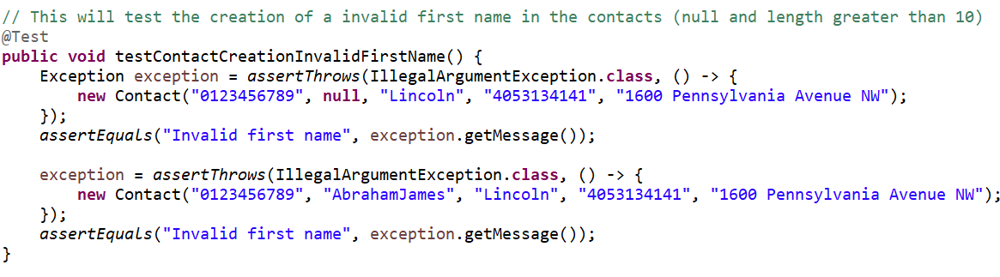 // This will test the creation of a invalid first name in the contacts (null and length greater than 10)
@Test
public void testContactCreationInvalidFirstName() {
    Exception exception = assertThrows(IllegalArgumentException.class, () -> {
        new Contact("0123456789", null, "Lincoln", "4053134141", "1600 Pennsylvania Avenue NW");
    });
    assertEquals("Invalid first name", exception.getMessage());

    exception = assertThrows(IllegalArgumentException.class, () -> {
        new Contact("0123456789", "AbrahamJames", "Lincoln", "4053134141", "1600 Pennsylvania Avenue NW");
    });
    assertEquals("Invalid first name", exception.getMessage());
}